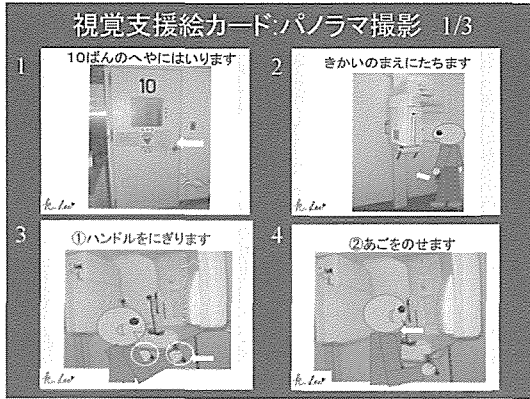 視覚支援絵カード:パノラマ撮影 1/3
1
10ばんのへやにはいります
10
2
きかいのまえにたちます
3
①ハンドルをにぎります
4
②あごをのせます